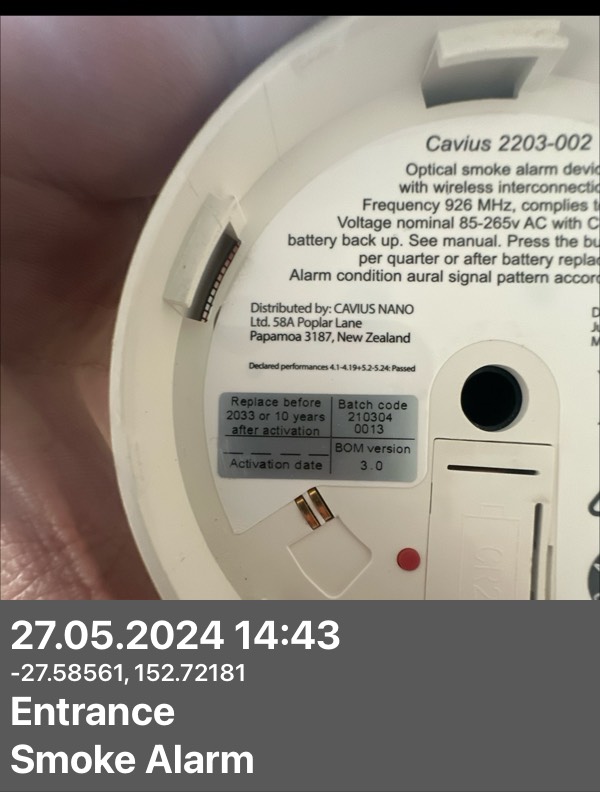 Cavius 2203-002
Optical smoke alarm devic
with wireless interconnectic
Frequency 926 MHz, complies t
Voltage nominal 85-265v AC with C
battery back up. See manual. Press the bu
per quarter or after battery repla
Alarm condition aural signal pattern accor
Distributed by: CAVIUS NANO
Ltd. 58A Poplar Lane
Papamoa 3187, New Zealand
Declared performances 4.1-4.19+5.2-5.24: Passed
Replace before
2033 or 10 years
after activation
Activation date
Batch code
210304
0013
BOM version
3.0
27.05.2024 14:43
-27.58561, 152.72181
Entrance
Smoke Alarm